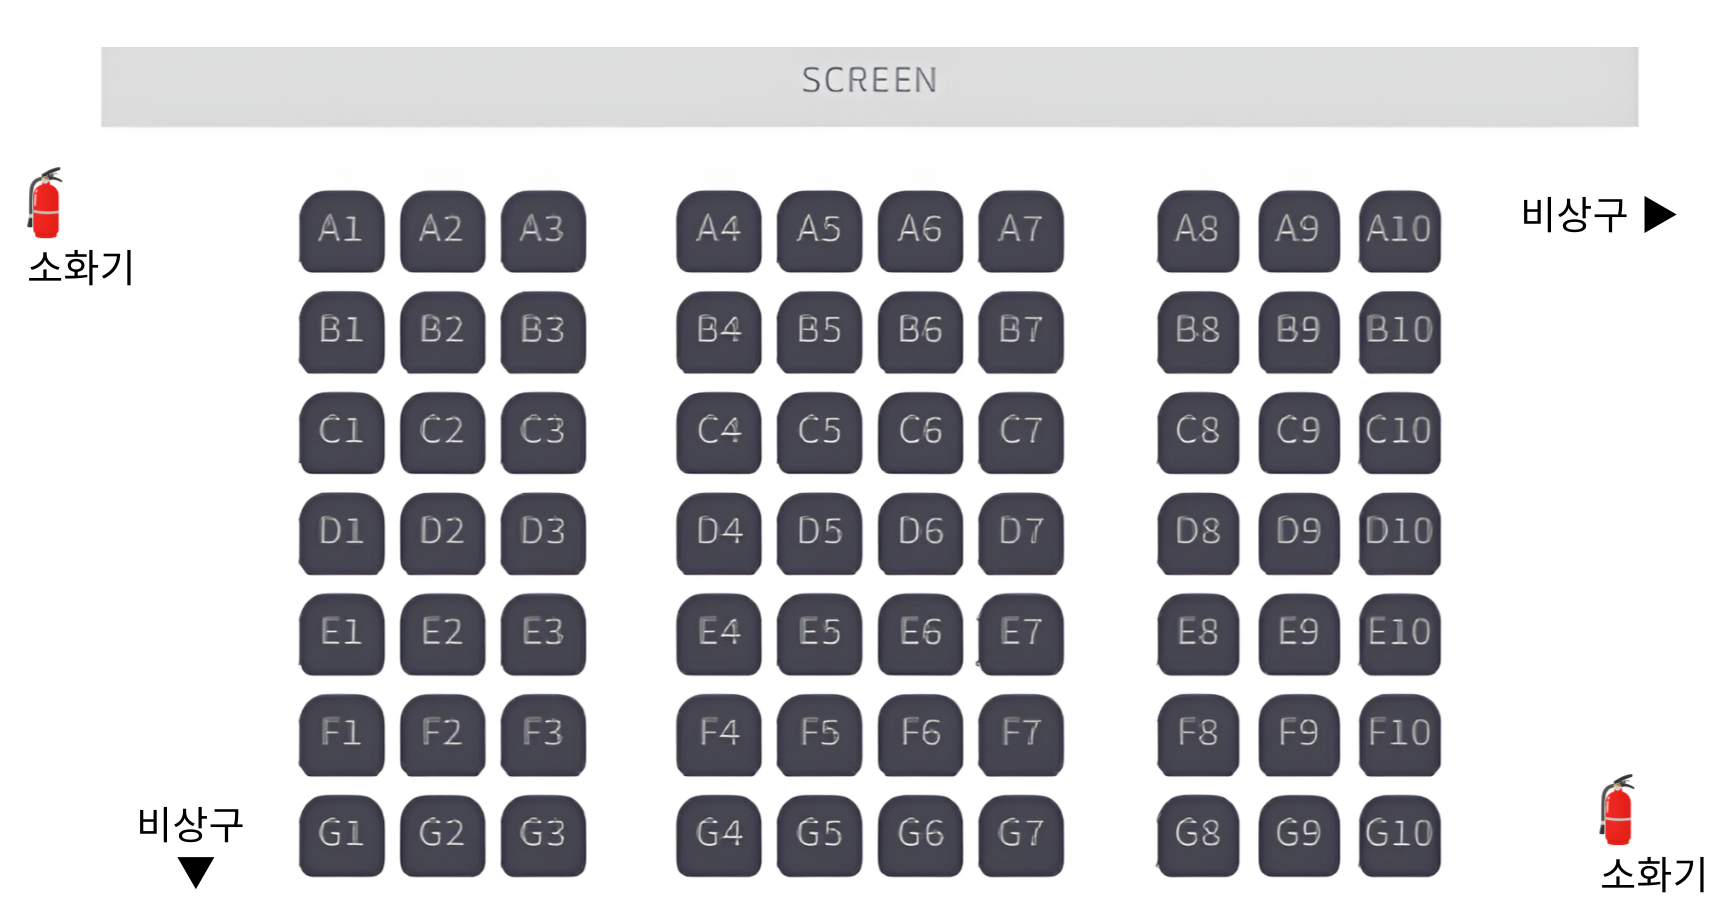 SCREEN
소화기
비상구 ▶
A1 A2 A3 A4 A5 A6 A7 A8 A9 A10
B1 B2 B3 B4 B5 B6 B7 B8 B9 B10
C1 C2 C3 C4 C5 C6 C7 C8 C9 C10
D1 D2 D3 D4 D5 D6 D7 D8 D9 D10
E1 E2 E3 E4 E5 E6 E7 E8 E9 E10
F1 F2 F3 F4 F5 F6 F7 F8 F9 F10
비상구
▼
G1 G2 G3 G4 G5 G6 G7 G8 G9 G10
소화기